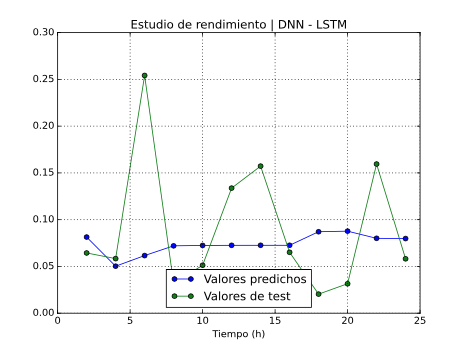 Estudio de rendimiento | DNN - LSTM
0.30
0.25
0.20
0.15
0.10
0.05
0.00
Valores predichos
Valores de test
0 5 10 15 20 25
Tiempo (h)